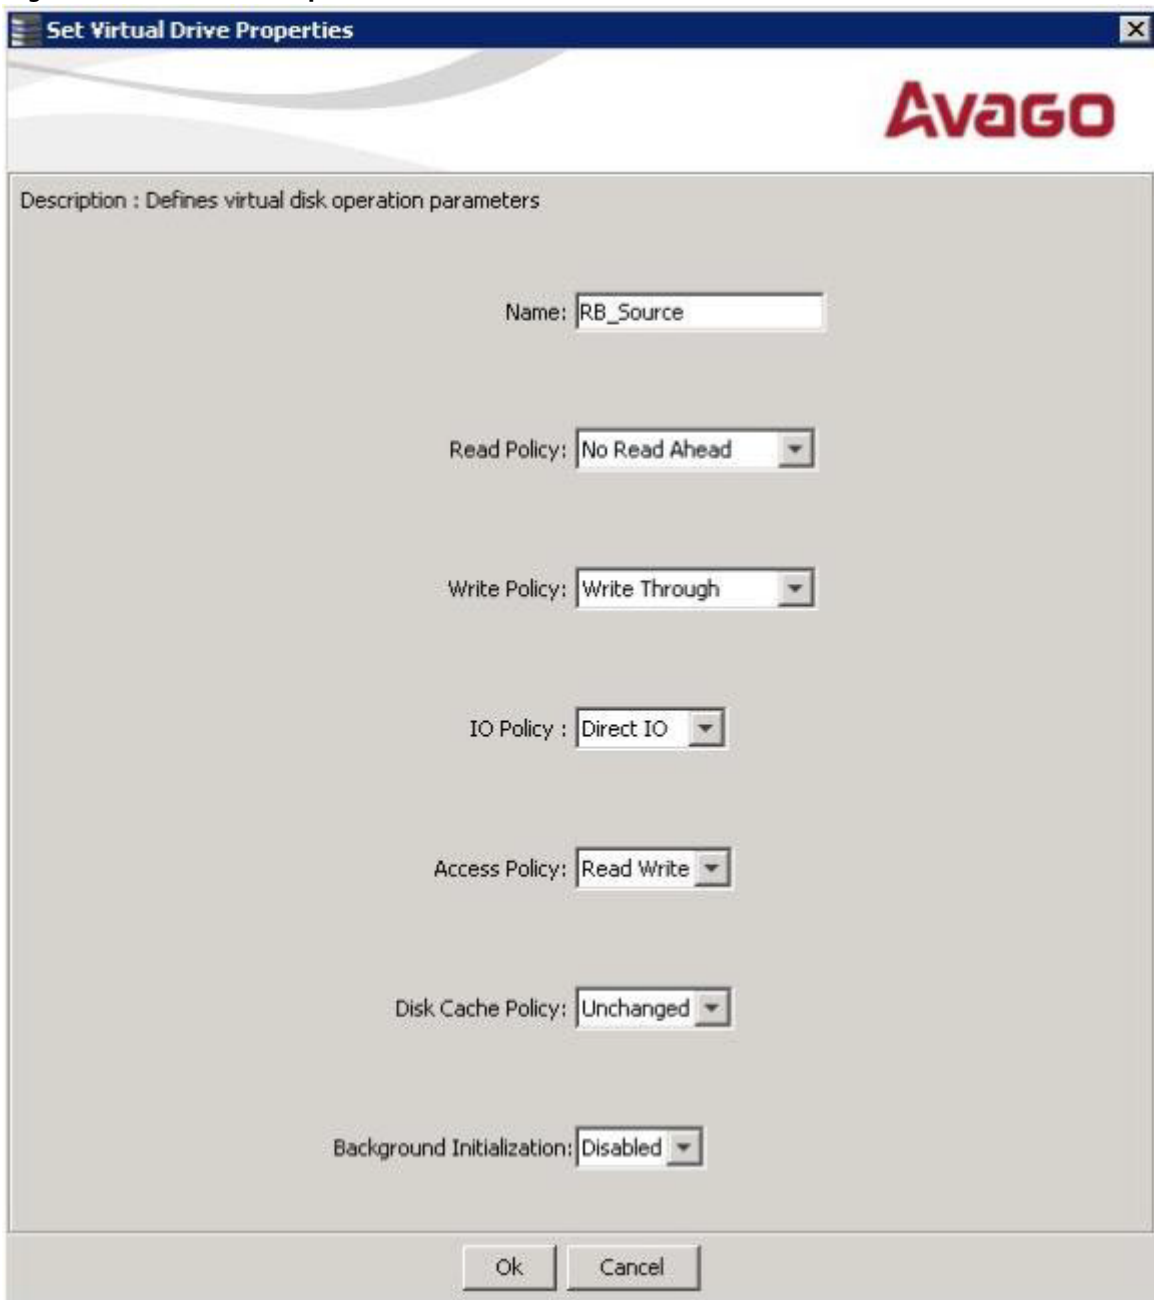 Set Virtual Drive Properties
AVAGO
Description : Defines virtual disk operation parameters
Name: RB_Source
Read Policy: No Read Ahead
Write Policy: Write Through
IO Policy : Direct IO
Access Policy: Read Write
Disk Cache Policy: Unchanged
Background Initialization: Disabled
Ok Cancel